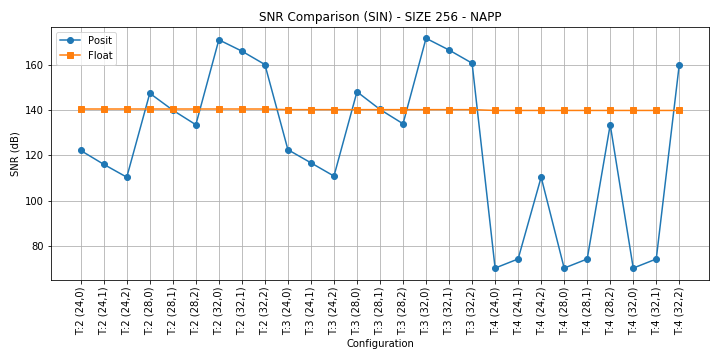 SNR Comparison (SIN) - SIZE 256 - NAPP
Posit
Float
SNR (dB)
160
140
120
100
80
T:2 (24,0)
T:2 (24,1)
T:2 (24,2)
T:2 (28,0)
T:2 (28,1)
T:2 (28,2)
T:2 (32,0)
T:2 (32,1)
T:2 (32,2)
T:3 (24,0)
T:3 (24,1)
T:3 (24,2)
T:3 (28,0)
T:3 (28,1)
T:3 (28,2)
T:3 (32,0)
T:3 (32,1)
T:3 (32,2)
T:4 (24,0)
T:4 (24,1)
T:4 (24,2)
T:4 (28,0)
T:4 (28,1)
T:4 (28,2)
T:4 (32,0)
T:4 (32,1)
T:4 (32,2)
Configuration